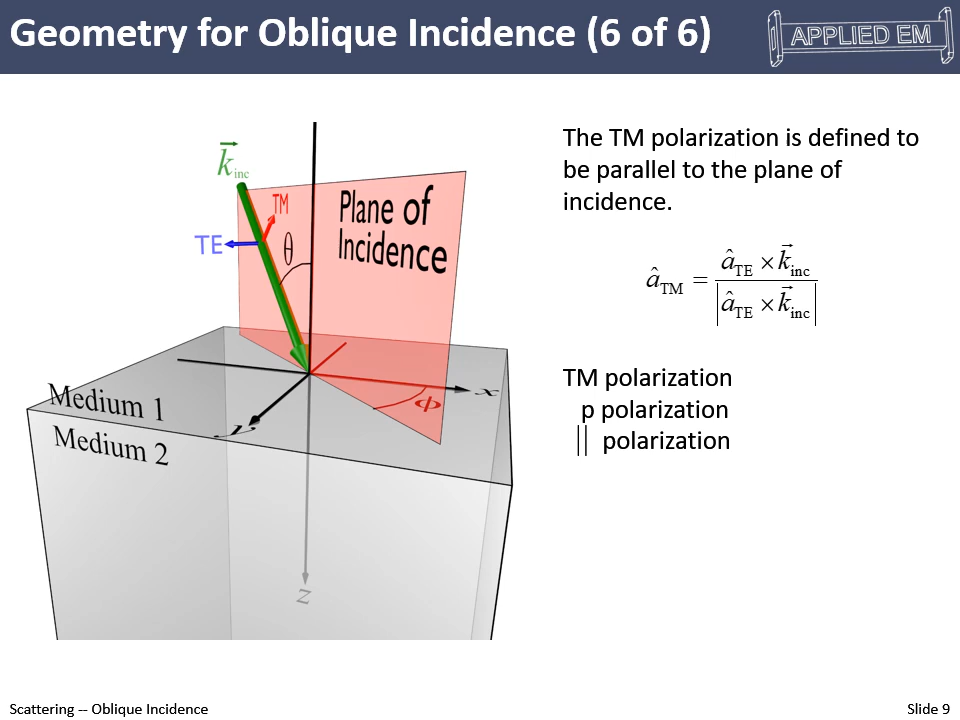 Geometry for Oblique Incidence (6 of 6)
APPLIED EM
k⃗inc
TM
TE
θ
Plane of
Incidence
x
ϕ
y
z
Medium 1
Medium 2
The TM polarization is defined to
be parallel to the plane of
incidence.
âTM = âTE × k⃗inc / |âTE × k⃗inc|
TM polarization
p polarization
|| polarization
Scattering -- Oblique Incidence
Slide 9